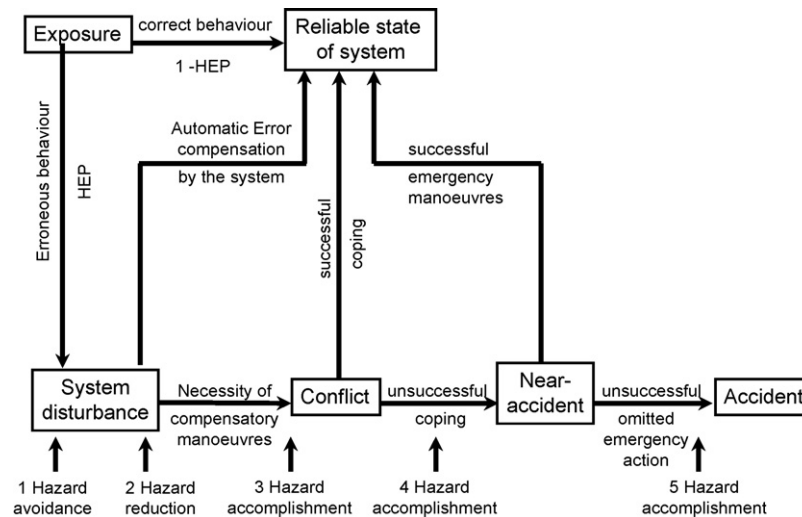 Exposure
correct behaviour
1 -HEP
Reliable state
of system
Erroneous behaviour
HEP
Automatic Error
compensation
by the system
successful
coping
successful
emergency
manoeuvres
System
disturbance
Necessity of
compensatory
manoeuvres
Conflict
unsuccessful
coping
Near-
accident
unsuccessful
omitted
emergency
action
Accident
1 Hazard
avoidance
2 Hazard
reduction
3 Hazard
accomplishment
4 Hazard
accomplishment
5 Hazard
accomplishment